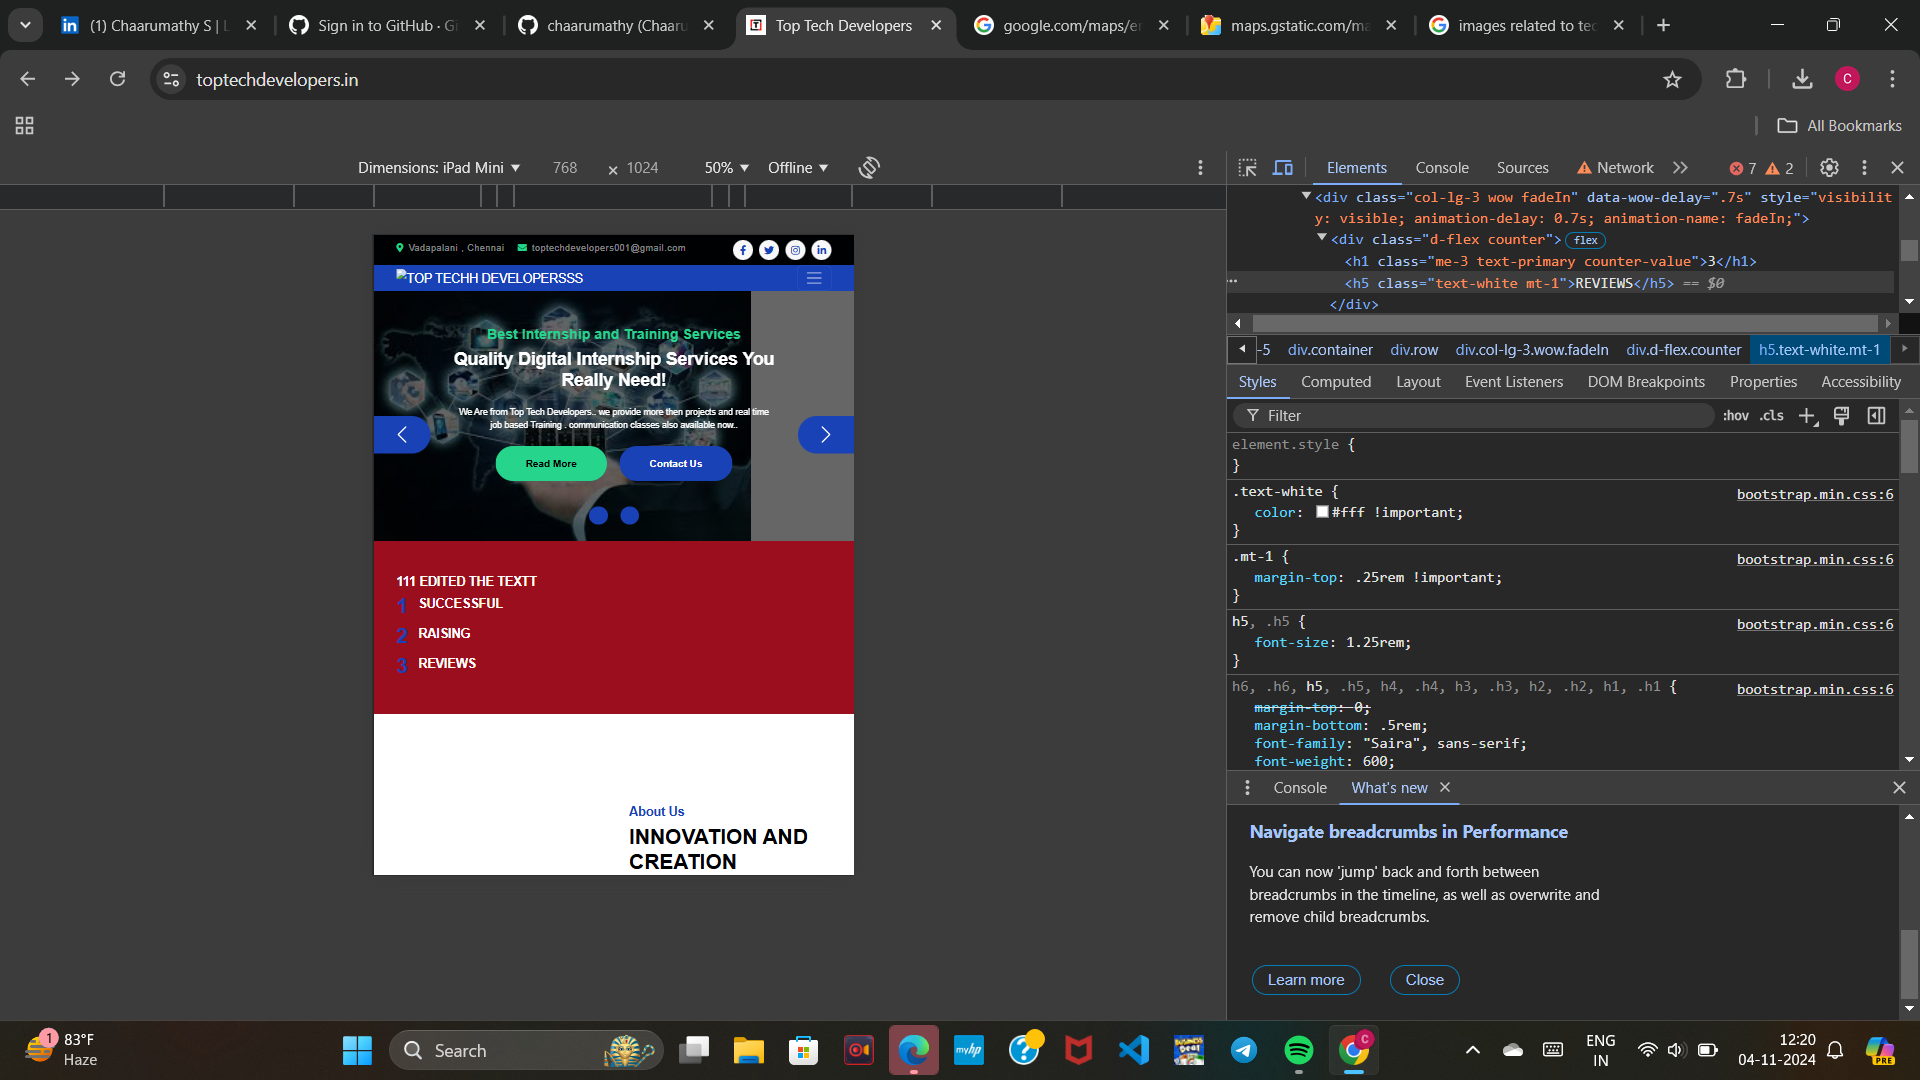 (1) Chaarumathy S | L
Sign in to GitHub · Gi
chaarumathy (Chaaru
Top Tech Developers
google.com/maps/e
maps.gstatic.com/ma
images related to tec
toptechdevelopers.in
C
All Bookmarks
Dimensions: iPad Mini 768 × 1024 50% Offline
Elements Console Sources Network 7 2
<div class="col-lg-3 wow fadeIn" data-wow-delay=".7s" style="visibilit
y: visible; animation-delay: 0.7s; animation-name: fadeIn;">
<div class="d-flex counter"> flex
<h1 class="me-3 text-primary counter-value">3</h1>
<h5 class="text-white mt-1">REVIEWS</h5> == $0
</div>
-5 div.container div.row div.col-lg-3.wow.fadeIn div.d-flex.counter h5.text-white.mt-1
Styles Computed Layout Event Listeners DOM Breakpoints Properties Accessibility
Filter :hov .cls
element.style {
}
.text-white { bootstrap.min.css:6
color: #fff !important;
}
.mt-1 { bootstrap.min.css:6
margin-top: .25rem !important;
}
h5, .h5 { bootstrap.min.css:6
font-size: 1.25rem;
}
h6, .h6, h5, .h5, h4, .h4, h3, .h3, h2, .h2, h1, .h1 { bootstrap.min.css:6
margin-top: 0;
margin-bottom: .5rem;
font-family: "Saira", sans-serif;
font-weight: 600;
Console What's new
Navigate breadcrumbs in Performance
You can now 'jump' back and forth between
breadcrumbs in the timeline, as well as overwrite and
remove child breadcrumbs.
Learn more Close
Vadapalani , Chennai toptechdevelopers001@gmail.com
TOP TECHH DEVELOPERSSS
Best Internship and Training Services
Quality Digital Internship Services You
Really Need!
We Are from Top Tech Developers.. we provide more then projects and real time
job based Training . communication classes also available now..
Read More Contact Us
111 EDITED THE TEXTT
1 SUCCESSFUL
2 RAISING
3 REVIEWS
About Us
INNOVATION AND
CREATION
1 83°F
Haze
Search
myhp
C
ENG
IN
12:20
04-11-2024
PRE